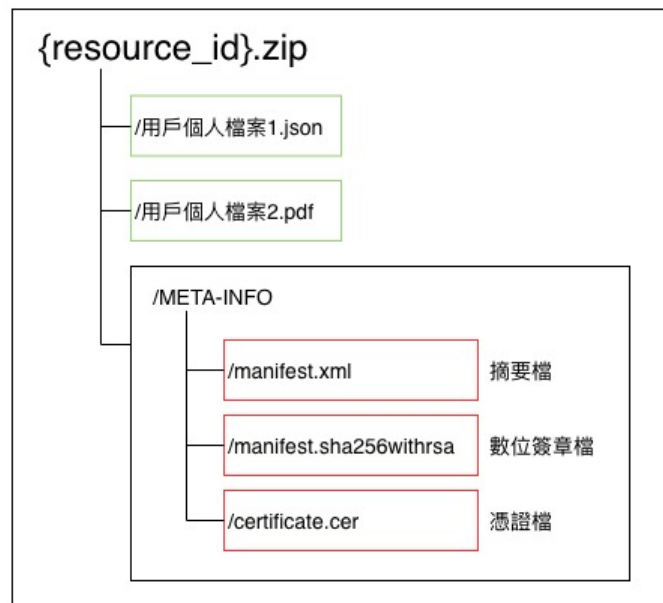 {resource_id}.zip
/用戶個人檔案1.json
/用戶個人檔案2.pdf
/META-INFO
/manifest.xml 摘要檔
/manifest.sha256withrsa 數位簽章檔
/certificate.cer 憑證檔